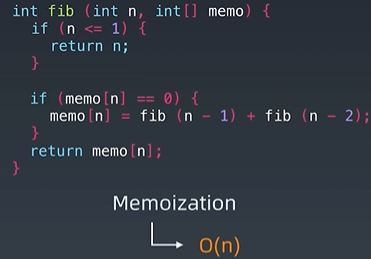 int fib (int n, int[] memo) {
if (n <= 1) {
return n;
}
if (memo[n] == 0) {
memo[n] = fib (n - 1) + fib (n - 2);
}
return memo[n];
}
Memoization
O(n)